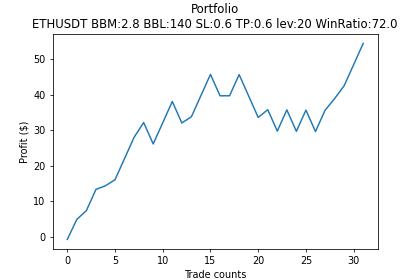 Portfolio
ETHUSDT BBM:2.8 BBL:140 SL:0.6 TP:0.6 lev:20 WinRatio:72.0
Profit ($)
50
40
30
20
10
0
0 5 10 15 20 25 30
Trade counts